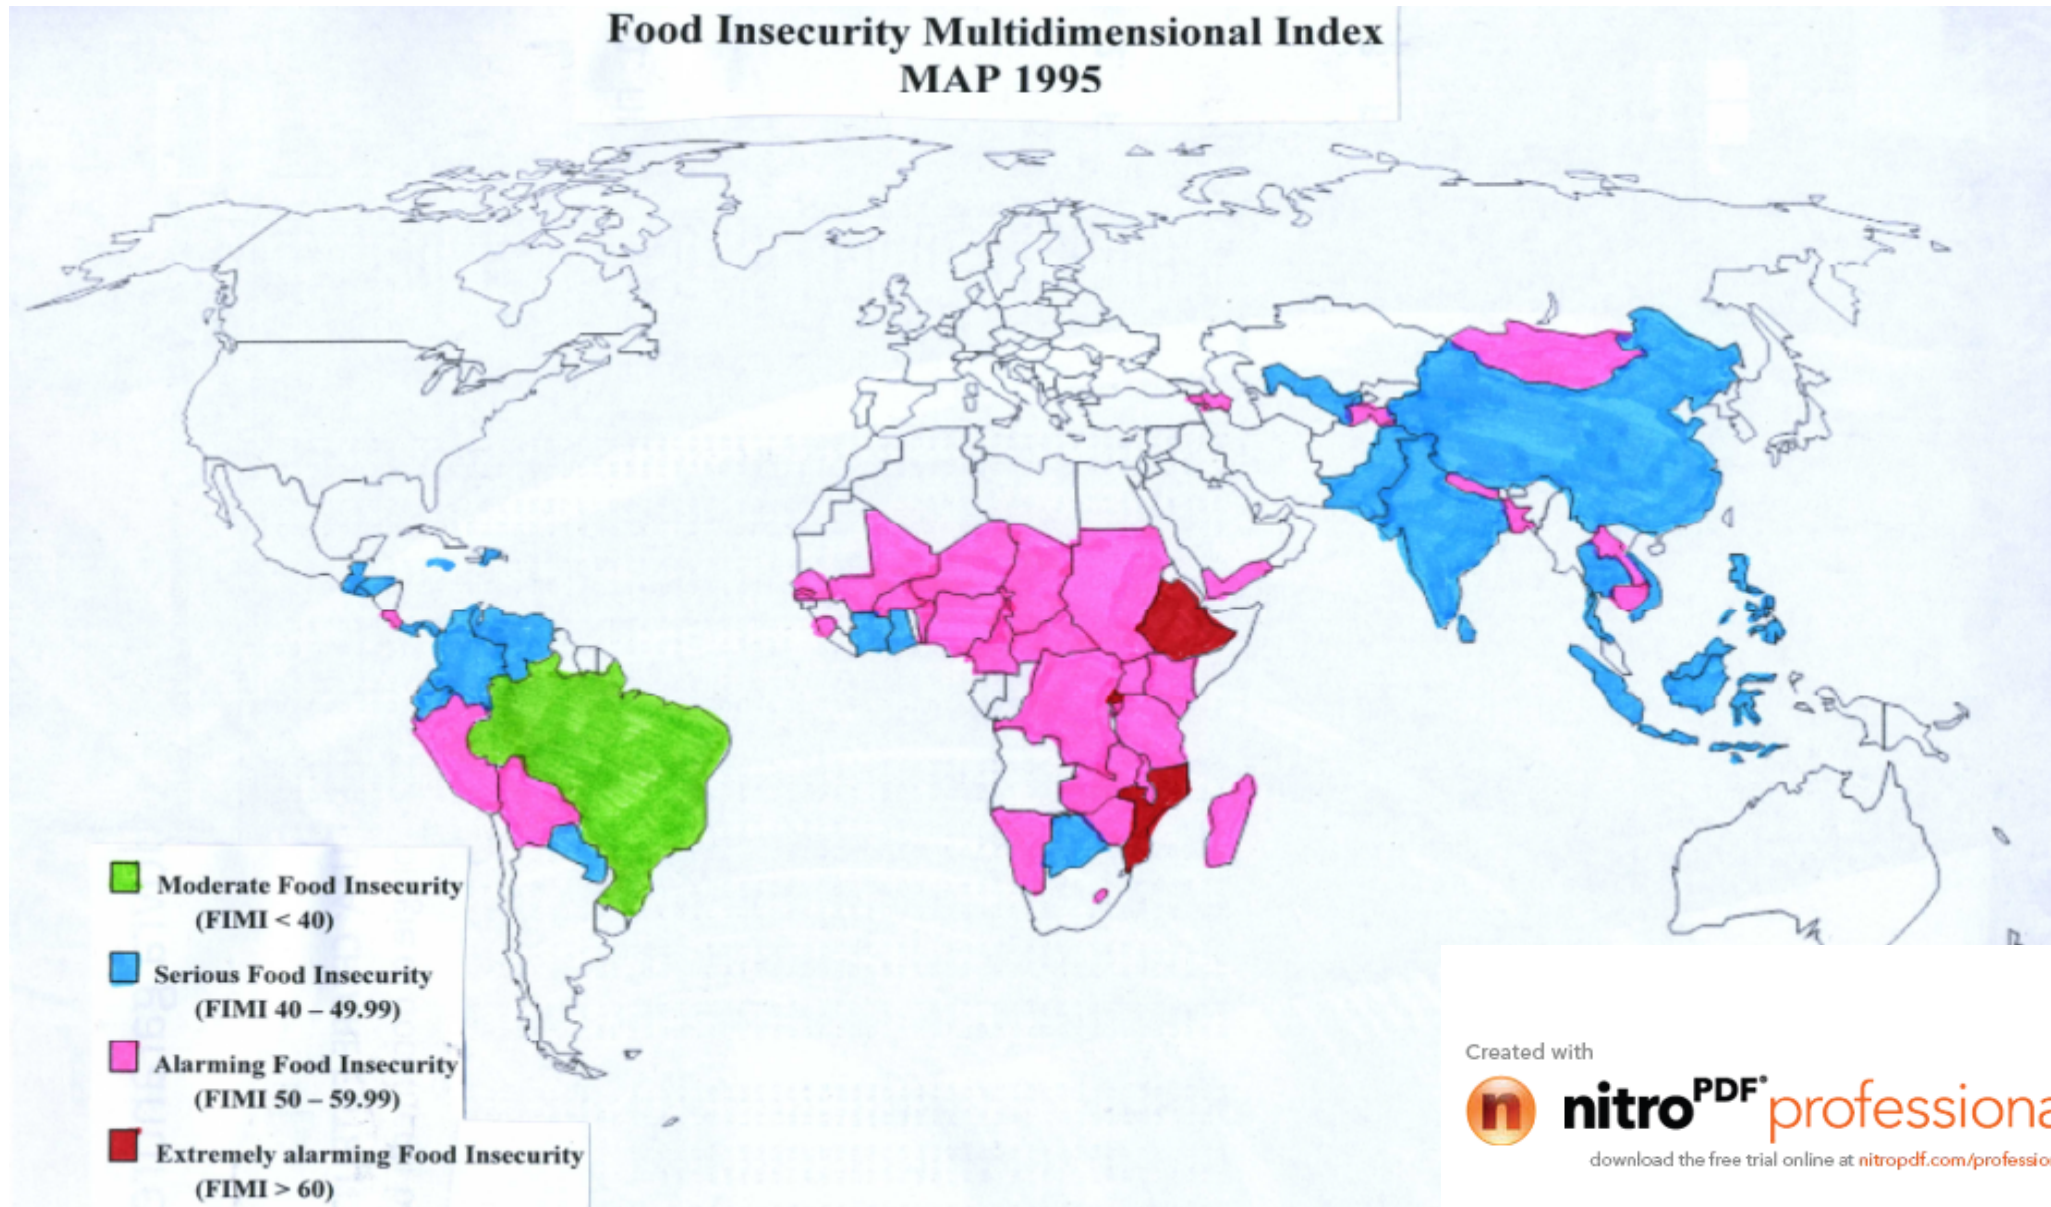 Food Insecurity Multidimensional Index
MAP 1995
Moderate Food Insecurity
(FIMI < 40)
Serious Food Insecurity
(FIMI 40 – 49.99)
Alarming Food Insecurity
(FIMI 50 – 59.99)
Extremely alarming Food Insecurity
(FIMI > 60)
Created with
n nitroPDF® professiona
download the free trial online at nitropdf.com/professio